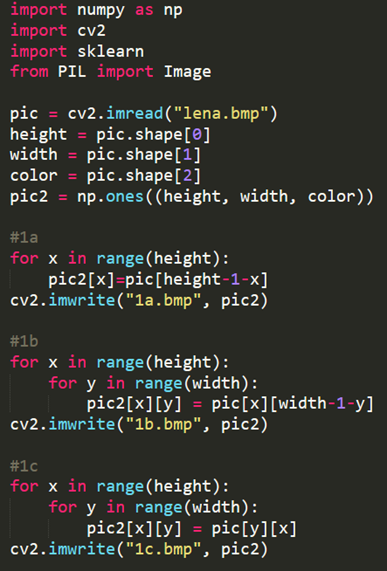 import numpy as np
import cv2
import sklearn
from PIL import Image

pic = cv2.imread("lena.bmp")
height = pic.shape[0]
width = pic.shape[1]
color = pic.shape[2]
pic2 = np.ones((height, width, color))

#1a
for x in range(height):
    pic2[x]=pic[height-1-x]
cv2.imwrite("1a.bmp", pic2)

#1b
for x in range(height):
    for y in range(width):
        pic2[x][y] = pic[x][width-1-y]
cv2.imwrite("1b.bmp", pic2)

#1c
for x in range(height):
    for y in range(width):
        pic2[x][y] = pic[y][x]
cv2.imwrite("1c.bmp", pic2)